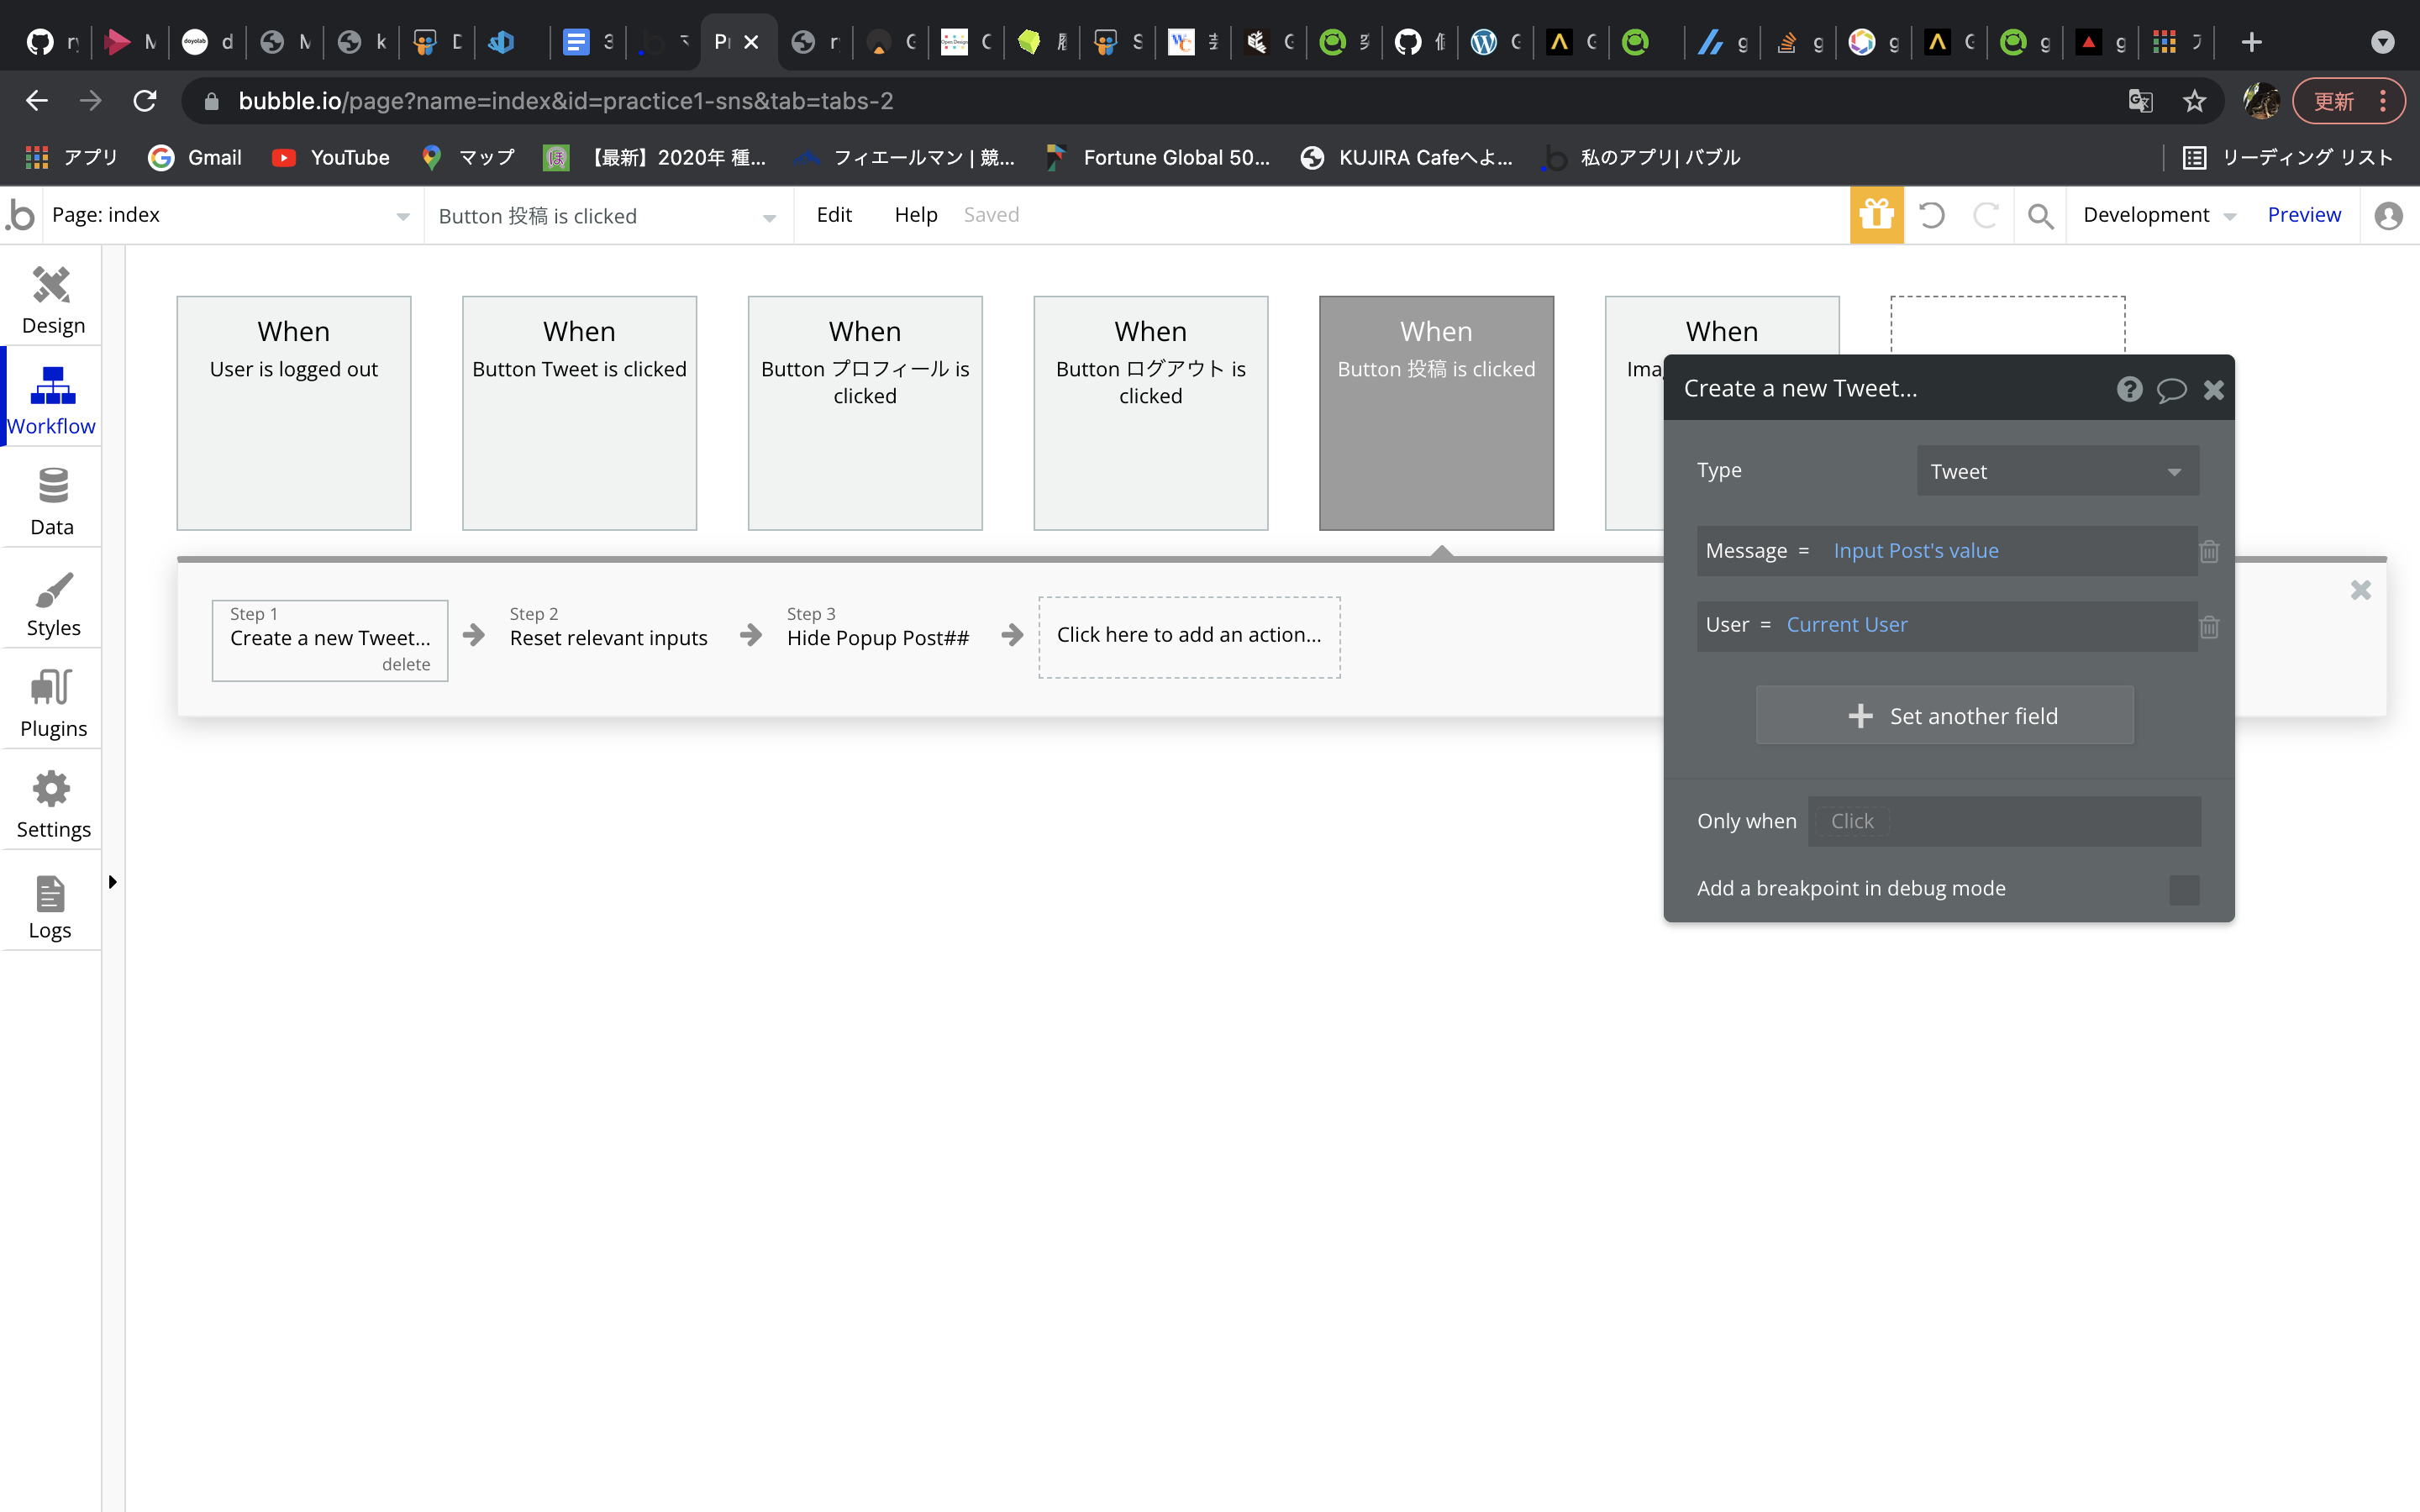 bubble.io/page?name=index&id=practice1-sns&tab=tabs-2
更新
アプリ Gmail YouTube マップ 【最新】2020年 種... フィエールマン | 競... Fortune Global 50... KUJIRA Cafeへよ... 私のアプリ| バブル リーディング リスト
Page: index Button 投稿 is clicked Edit Help Saved Development Preview
Design
Workflow
Data
Styles
Plugins
Settings
Logs
When
User is logged out
When
Button Tweet is clicked
When
Button プロフィール is
clicked
When
Button ログアウト is
clicked
When
Button 投稿 is clicked
When
Step 1
Create a new Tweet...
delete
Step 2
Reset relevant inputs
Step 3
Hide Popup Post##
Click here to add an action...
Create a new Tweet...
Type Tweet
Message = Input Post's value
User = Current User
Set another field
Only when Click
Add a breakpoint in debug mode